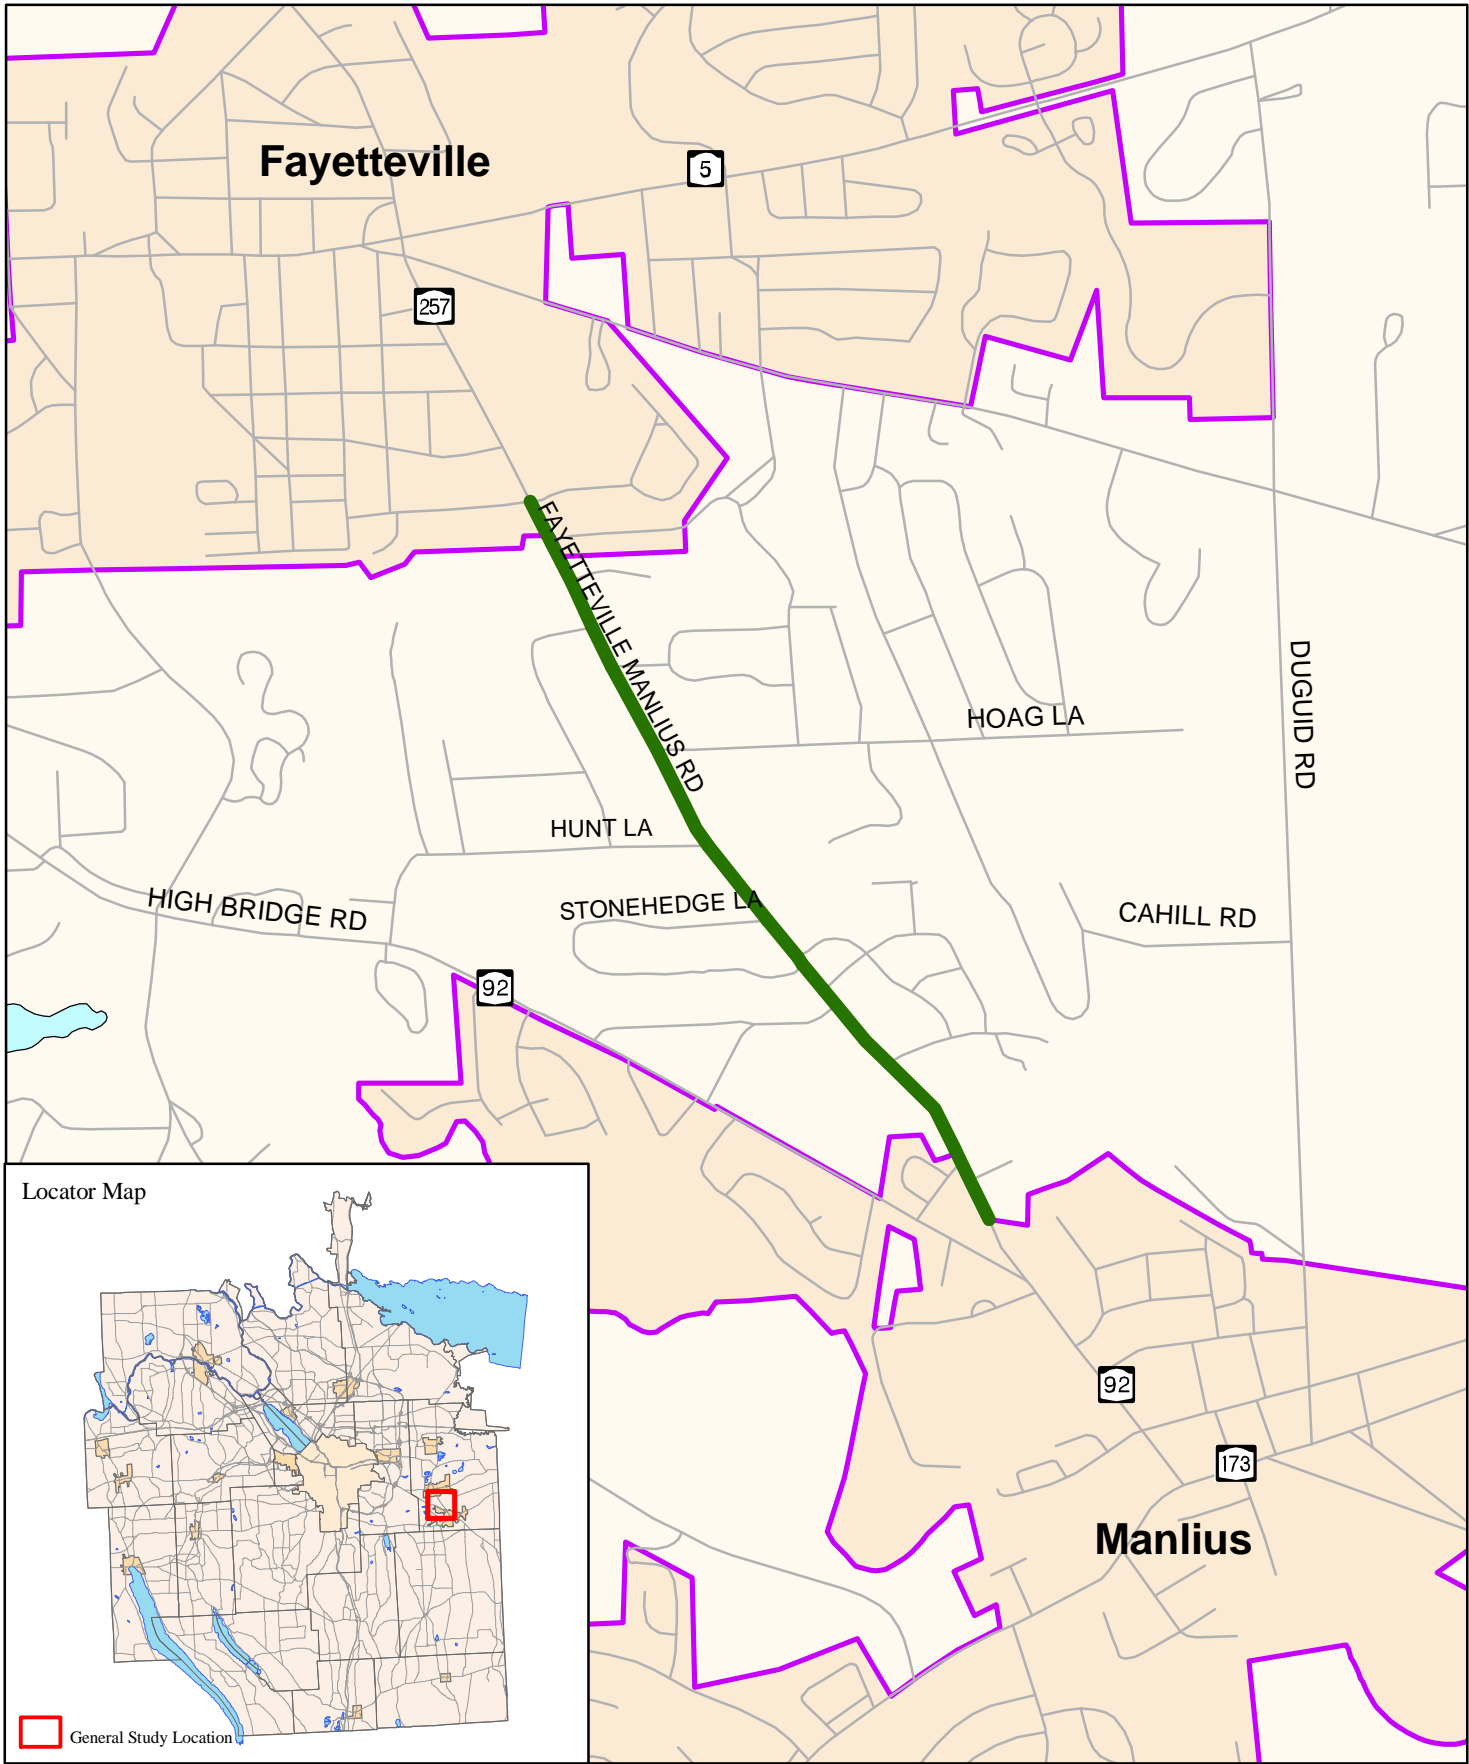 Fayetteville
5
257
FAYETTEVILLE MANLIUS RD
DUGUID RD
HOAG LA
HUNT LA
STONEHEDGE LA
HIGH BRIDGE RD
CAHILL RD
92
Locator Map
92
173
Manlius
General Study Location